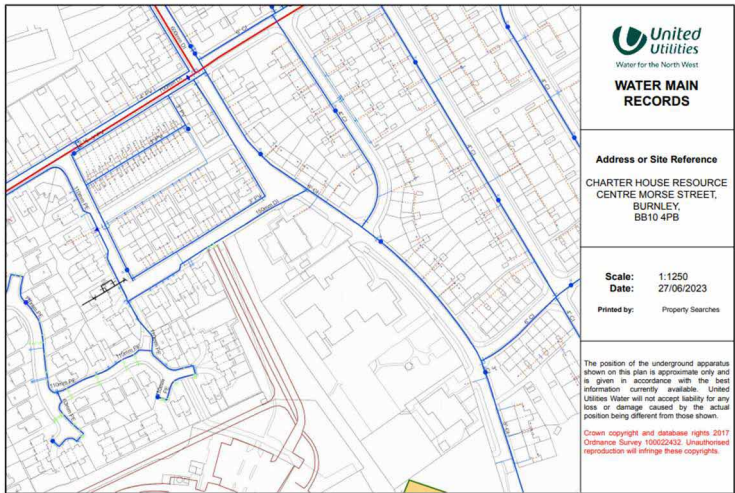 United
Utilities
Water for the North West
WATER MAIN
RECORDS
Address or Site Reference
CHARTER HOUSE RESOURCE
CENTRE MORSE STREET,
BURNLEY,
BB10 4PB
Scale: 1:1250
Date: 27/06/2023
Printed by: Property Searches
The position of the underground apparatus
shown on this plan is approximate only and
is given in accordance with the best
information currently available. United
Utilities Water will not accept liability for any
loss or damage caused by the actual
position being different from those shown.
Crown copyright and database rights 2017
Ordnance Survey 100022432. Unauthorised
reproduction will infringe these copyrights.